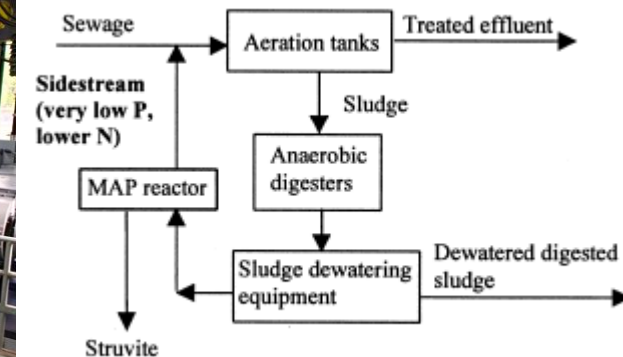 Sewage
Aeration tanks
Treated effluent
Sidestream
(very low P,
lower N)
Sludge
Anaerobic
digesters
MAP reactor
Sludge dewatering
equipment
Dewatered digested
sludge
Struvite